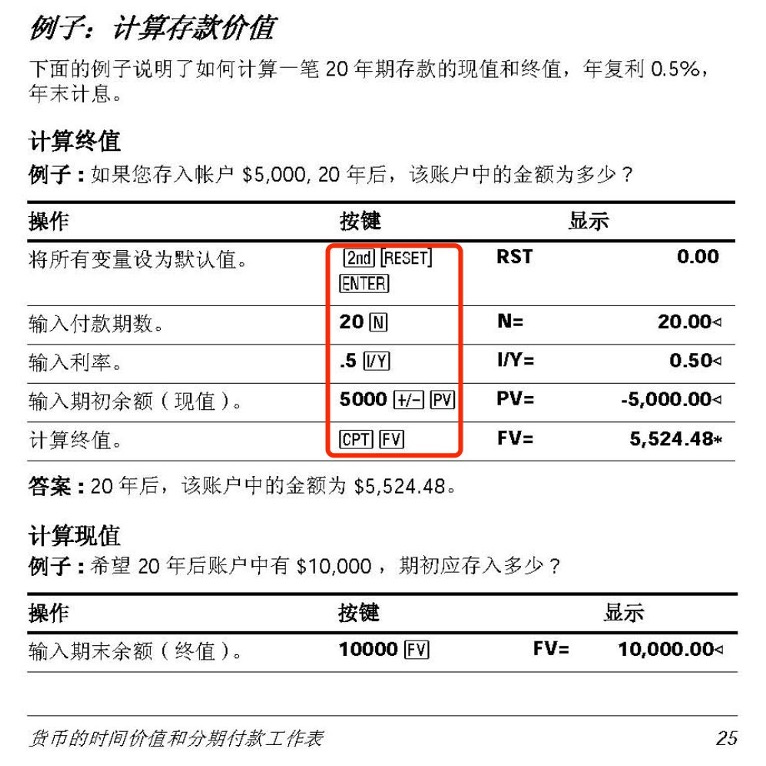 例子：计算存款价值
下面的例子说明了如何计算一笔 20 年期存款的现值和终值，年复利 0.5%，
年末计息。
计算终值
例子：如果您存入帐户 $5,000, 20 年后，该账户中的金额为多少？
操作 按键 显示
将所有变量设为默认值。 2nd [RESET] RST 0.00
ENTER
输入付款期数。 20 N N= 20.00◁
输入利率。 .5 I/Y I/Y= 0.50◁
输入期初余额（现值）。 5000 +/− PV PV= -5,000.00◁
计算终值。 CPT FV FV= 5,524.48*
答案：20 年后，该账户中的金额为 $5,524.48。
计算现值
例子：希望 20 年后账户中有 $10,000 ，期初应存入多少？
操作 按键 显示
输入期末余额（终值）。 10000 FV FV= 10,000.00◁
货币的时间价值和分期付款工作表 25